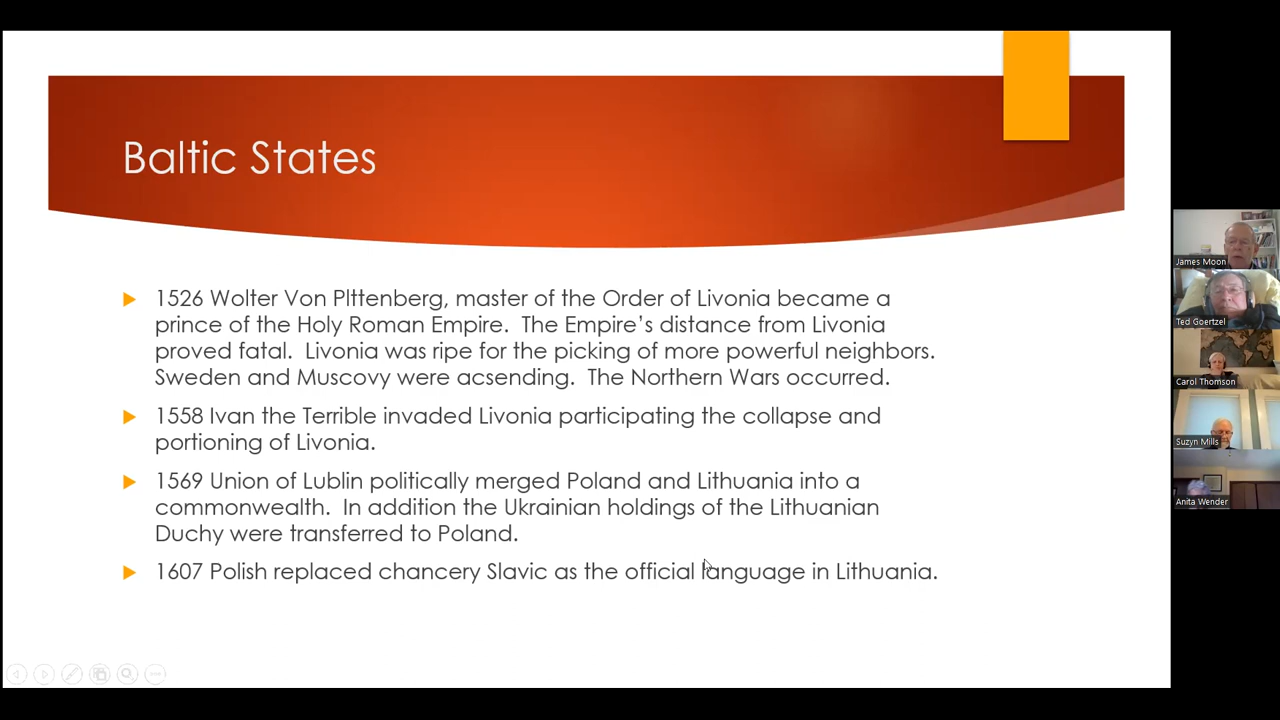 Baltic States
1526 Wolter Von Plttenberg, master of the Order of Livonia became a
prince of the Holy Roman Empire.  The Empire's distance from Livonia
proved fatal.  Livonia was ripe for the picking of more powerful neighbors.
Sweden and Muscovy were acsending.  The Northern Wars occurred.
1558 Ivan the Terrible invaded Livonia participating the collapse and
portioning of Livonia.
1569 Union of Lublin politically merged Poland and Lithuania into a
commonwealth.  In addition the Ukrainian holdings of the Lithuanian
Duchy were transferred to Poland.
1607 Polish replaced chancery Slavic as the official language in Lithuania.
James Moon
Ted Goertzel
Carol Thomson
Suzyn Mills
Anita Wender